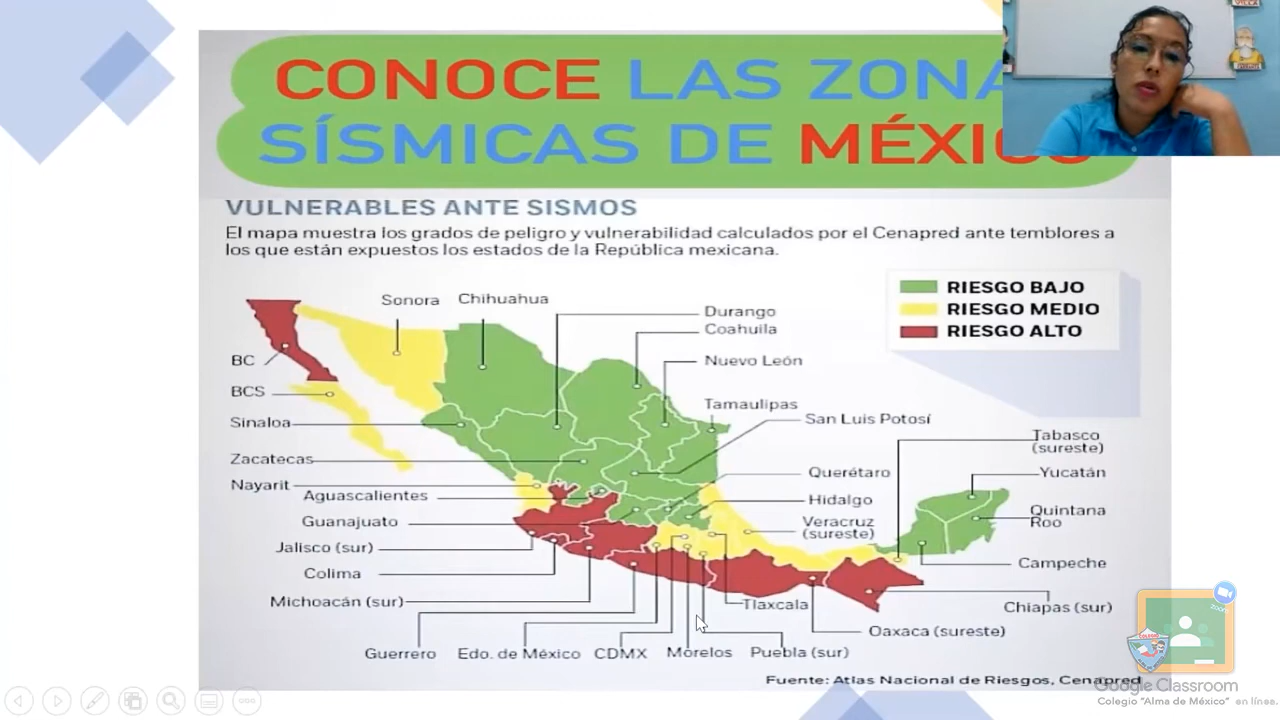 CONOCE LAS ZONA
SÍSMICAS DE MÉXICO
VULNERABLES ANTE SISMOS
El mapa muestra los grados de peligro y vulnerabilidad calculados por el Cenapred ante temblores a
los que están expuestos los estados de la República mexicana.
RIESGO BAJO
RIESGO MEDIO
RIESGO ALTO
Sonora
Chihuahua
Durango
Coahuila
BC
Nuevo León
BCS
Tamaulipas
San Luis Potosí
Sinaloa
Tabasco
(sureste)
Zacatecas
Querétaro
Yucatán
Nayarit
Aguascalientes
Hidalgo
Quintana
Roo
Guanajuato
Veracruz
(sureste)
Jalisco (sur)
Campeche
Colima
Michoacán (sur)
Tlaxcala
Chiapas (sur)
Oaxaca (sureste)
Guerrero
Edo. de México
CDMX
Morelos
Puebla (sur)
Fuente: Atlas Nacional de Riesgos, Cenapred
zoom
COLEGIO
Google Classroom
Colegio "Alma de México" en línea.